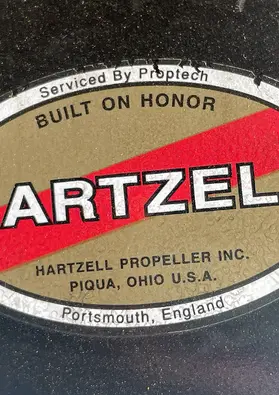 Serviced By Proptech
BUILT ON HONOR
ARTZEL
HARTZELL PROPELLER INC.
PIQUA, OHIO U.S.A.
Portsmouth, England